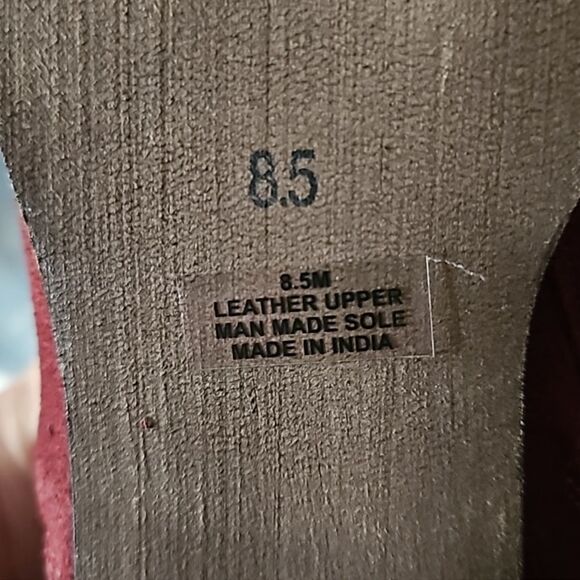 8.5
8.5M
LEATHER UPPER
MAN MADE SOLE
MADE IN INDIA